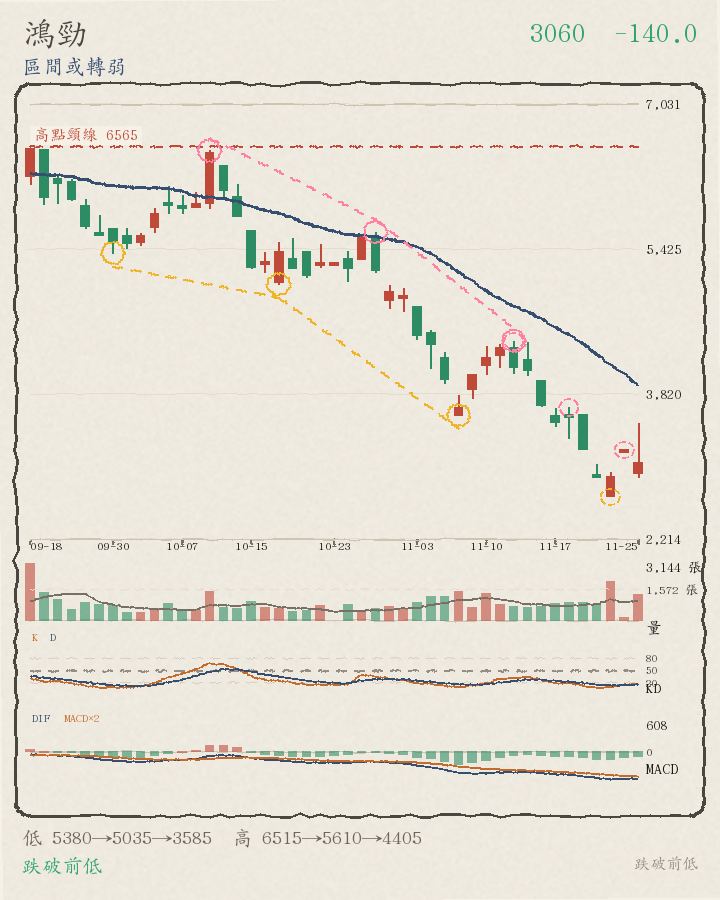 鴻勁
3060 -140.0
區間或轉弱
7,031
高點頸線 6565
5,425
3,820
2,214
09-18 09-30 10-07 10-15 10-23 11-03 11-10 11-17 11-25
3,144 張
1,572 張
量
K D
80
50
20
KD
DIF MACD×2
608
0
MACD
低 5380→5035→3585 高 6515→5610→4405
跌破前低
跌破前低